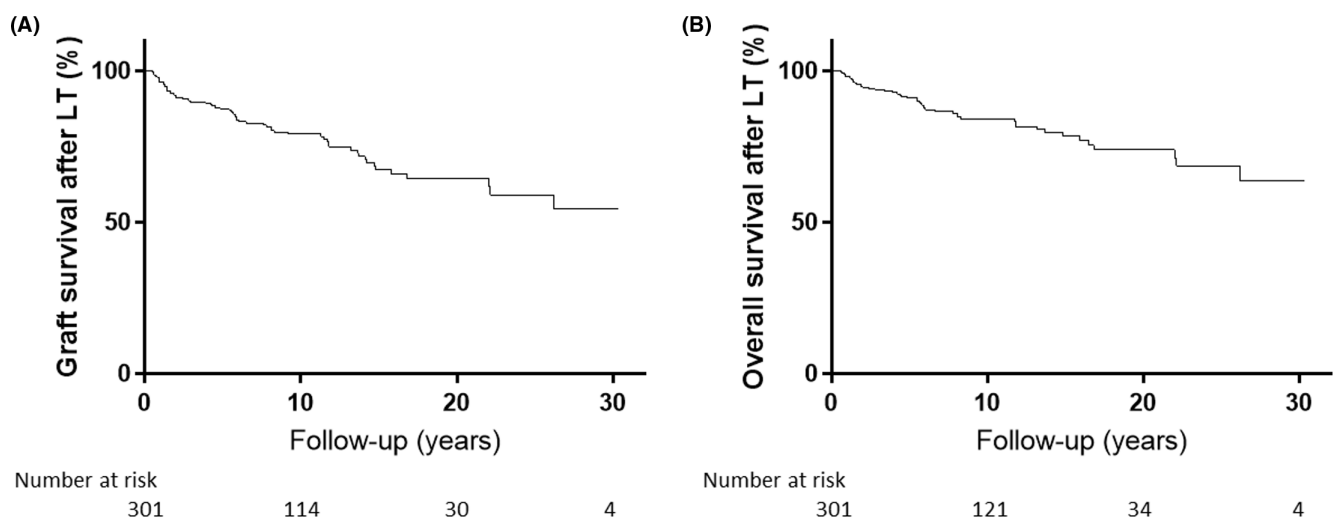 (A)
Graft survival after LT (%)
100
50
0
0 10 20 30
Follow-up (years)
Number at risk
301 114 30 4
(B)
Overall survival after LT (%)
100
50
0
0 10 20 30
Follow-up (years)
Number at risk
301 121 34 4